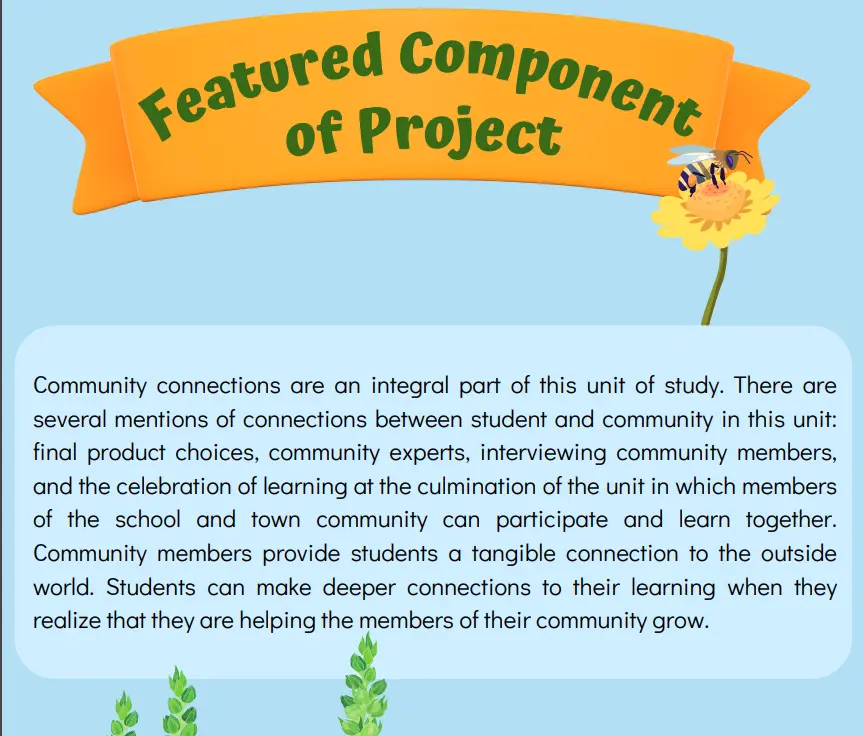 Featured Component
of Project
Community connections are an integral part of this unit of study. There are
several mentions of connections between student and community in this unit:
final product choices, community experts, interviewing community members,
and the celebration of learning at the culmination of the unit in which members
of the school and town community can participate and learn together.
Community members provide students a tangible connection to the outside
world. Students can make deeper connections to their learning when they
realize that they are helping the members of their community grow.